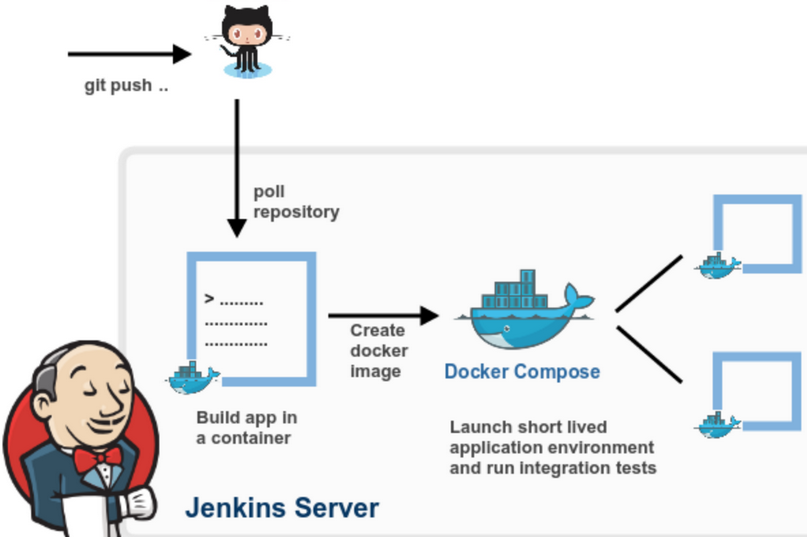 git push ..
poll
repository
> .........
.............
.............
Create
docker
image
Docker Compose
Build app in
a container
Launch short lived
application environment
and run integration tests
Jenkins Server